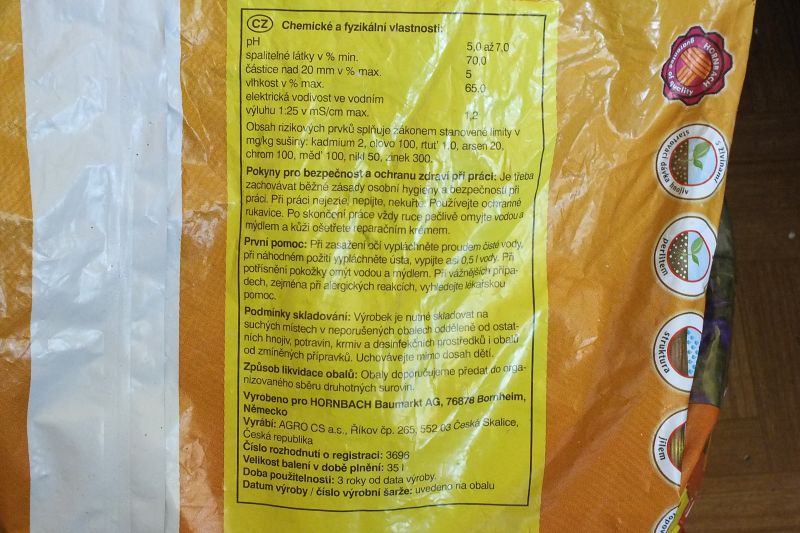 CZ Chemické a fyzikální vlastnosti:
pH 5,0 až 7,0
spalitelné látky v % min. 70,0
částice nad 20 mm v % max. 5
vlhkost v % max. 65,0
elektrická vodivost ve vodním
výluhu 1:25 v mS/cm max. 1,2
Obsah rizikových prvků splňuje zákonem stanovené limity v
mg/kg sušiny: kadmium 2, olovo 100, rtuť 1,0, arsen 20,
chrom 100, měď 100, nikl 50, zinek 300.
Pokyny pro bezpečnost a ochranu zdraví při práci: Je třeba
zachovávat běžné zásady osobní hygieny a bezpečnosti při
práci. Při práci nejezte, nepijte, nekuřte. Používejte ochranné
rukavice. Po skončení práce vždy ruce pečlivě omyjte vodou a
mýdlem a kůži ošetřete reparačním krémem.
První pomoc: Při zasažení očí vypláchněte proudem čisté vody,
při náhodném požití vypláchněte ústa, vypijte asi 0,5 l vody. Při
potřísnění pokožky omýt vodou a mýdlem. Při vážnějších přípa-
dech, zejména při alergických reakcích, vyhledejte lékařskou
pomoc.
Podmínky skladování: Výrobek je nutné skladovat na
suchých místech v neporušených obalech odděleně od ostat-
ních hnojiv, potravin, krmiv a desinfekčních prostředků i obalů
od zmíněných přípravků. Uchovávejte mimo dosah dětí.
Způsob likvidace obalů: Obaly doporučujeme předat do orga-
nizovaného sběru druhotných surovin.
Vyrobeno pro HORNBACH Baumarkt AG, 76878 Bornheim,
Německo
Vyrábí: AGRO CS a.s., Říkov čp. 265, 552 03 Česká Skalice,
Česká republika
Číslo rozhodnutí o registraci: 3696
Velikost balení v době plnění: 35 l
Doba použitelnosti: 3 roky od data výroby.
Datum výroby / číslo výrobní šarže: uvedeno na obalu
HORNBACH
guarantee of quality
s živinami
startovací dávka hnojiv
perlitem
struktura
jílem